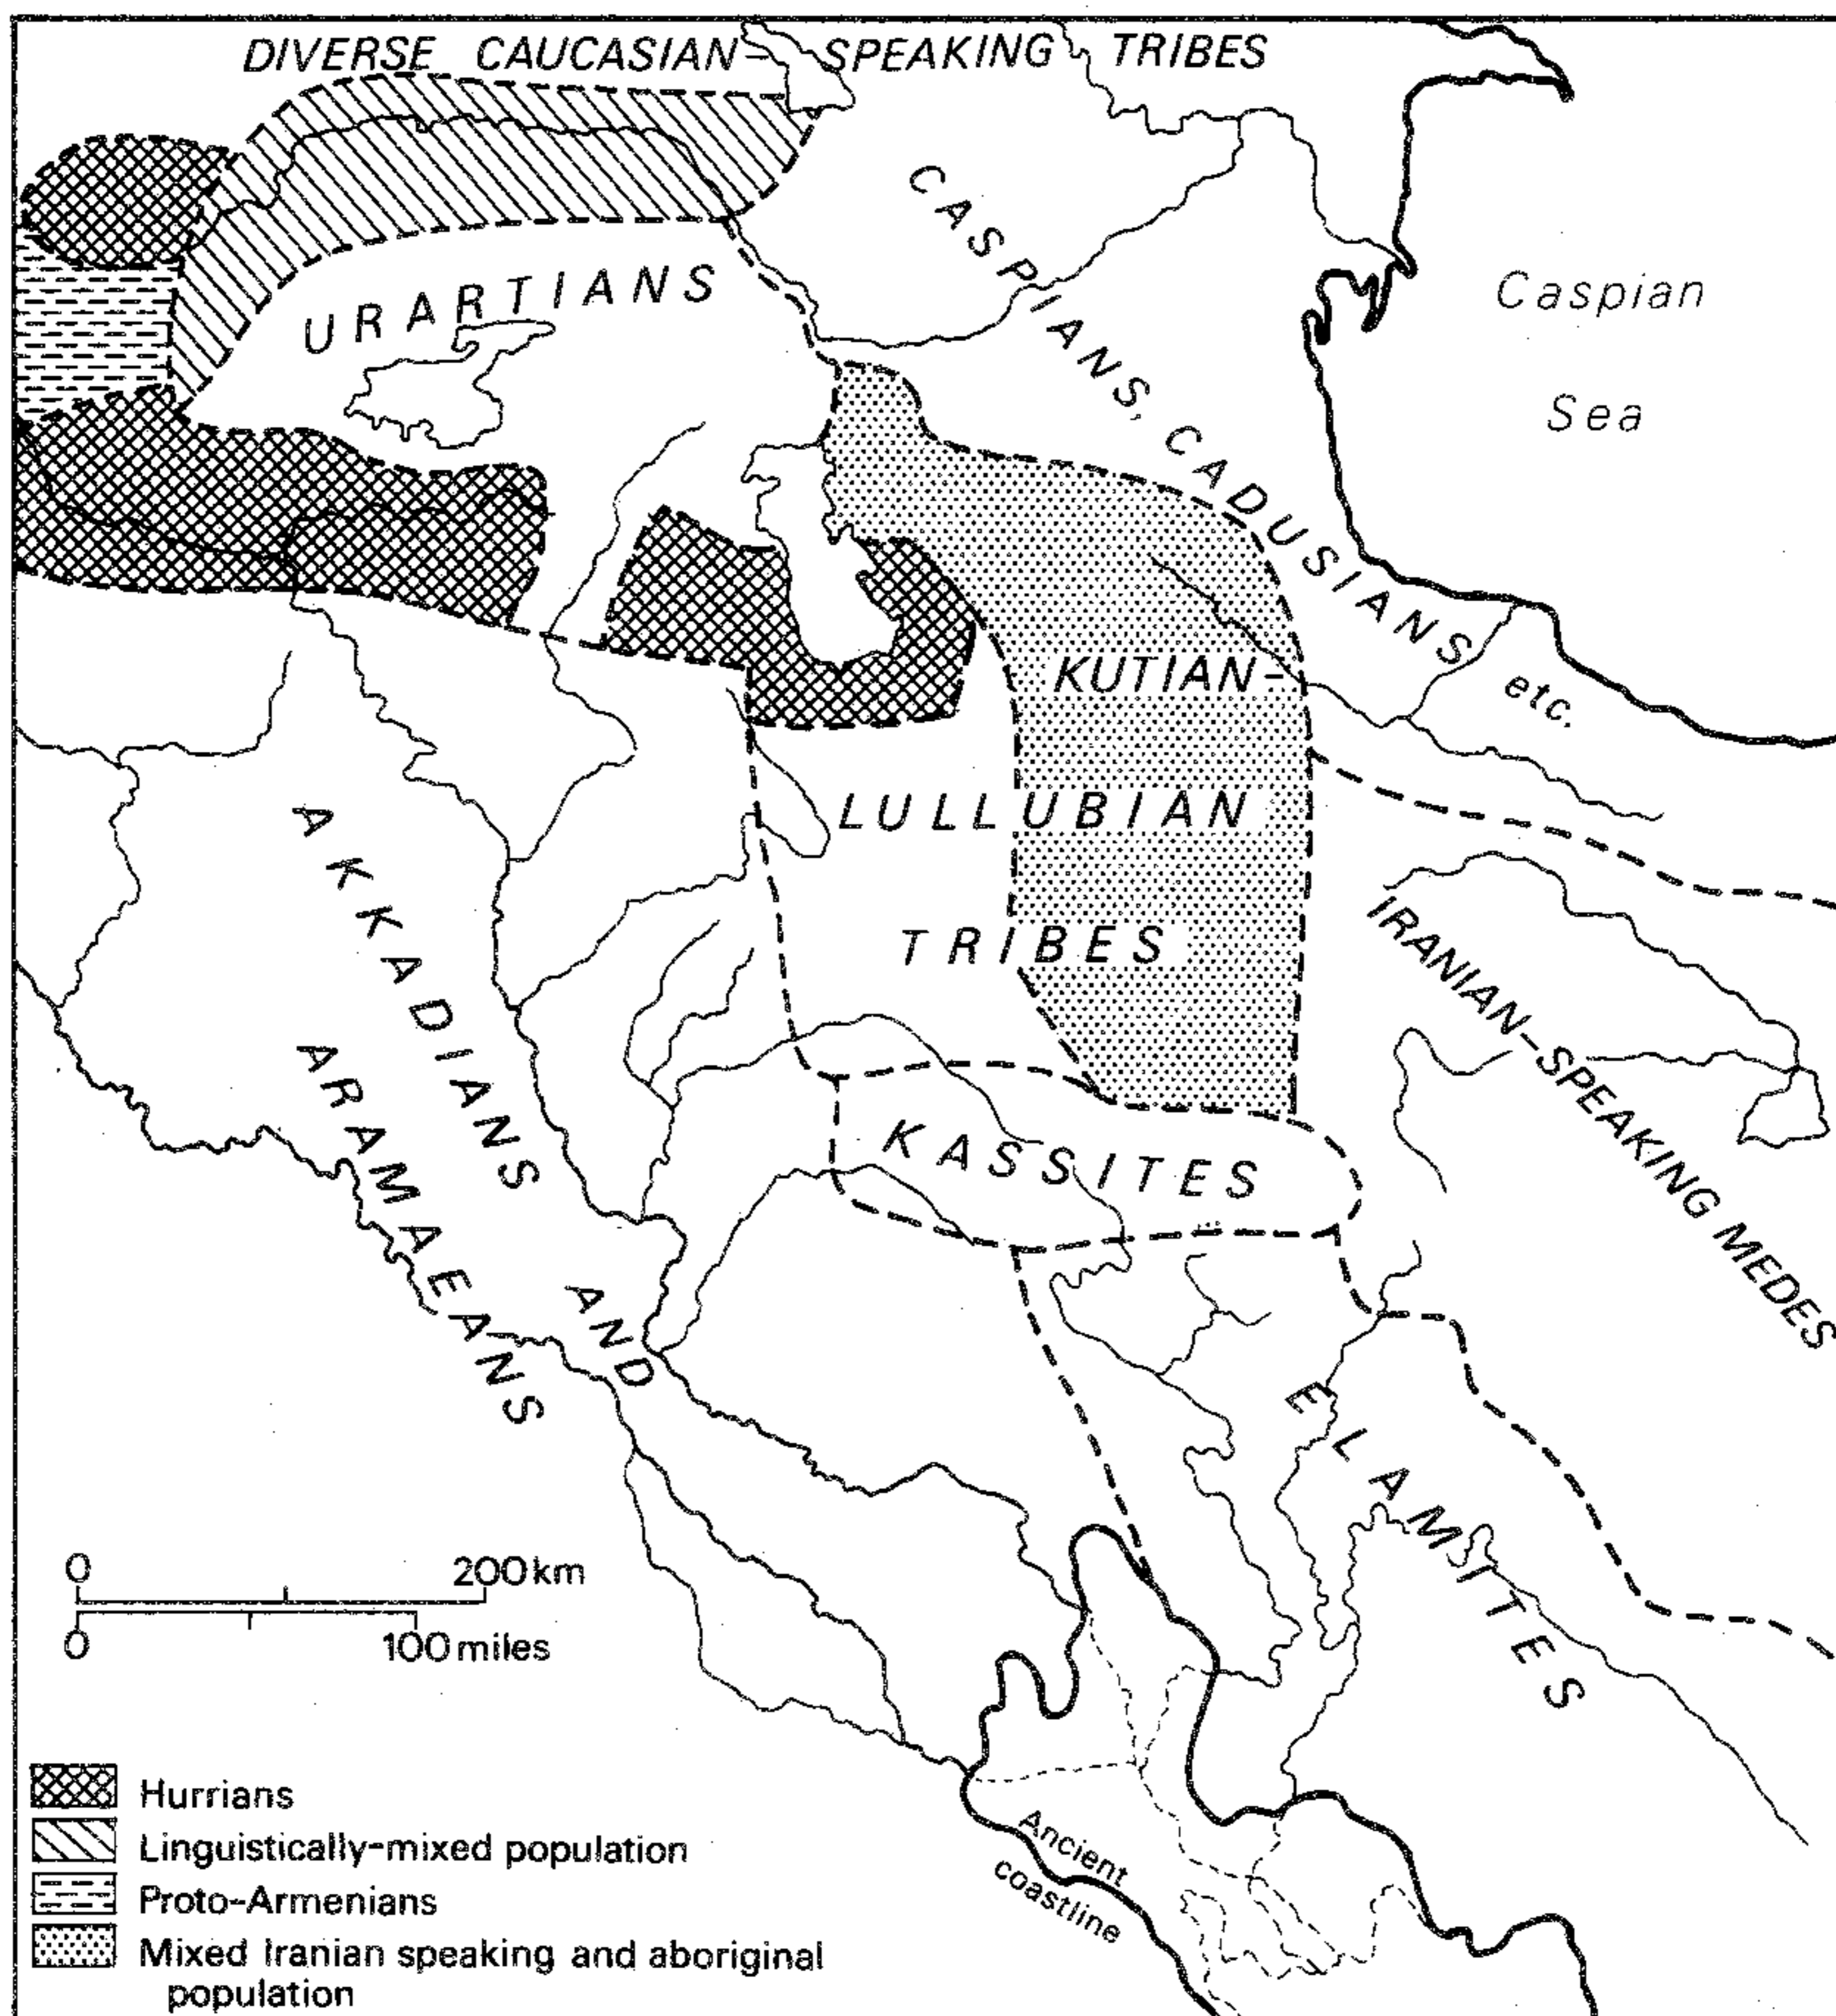 DIVERSE CAUCASIAN-SPEAKING TRIBES
CASPIANS, CADUSIANS etc.
Caspian
Sea
URARTIANS
KUTIAN-
LULLUBIAN
TRIBES
IRANIAN-SPEAKING MEDES
AKKADIANS
AND
ARAMAEANS
KASSITES
ELAMITES
0 200km
0 100miles
Ancient
coastline
Hurrians
Linguistically-mixed population
Proto-Armenians
Mixed Iranian speaking and aboriginal
population